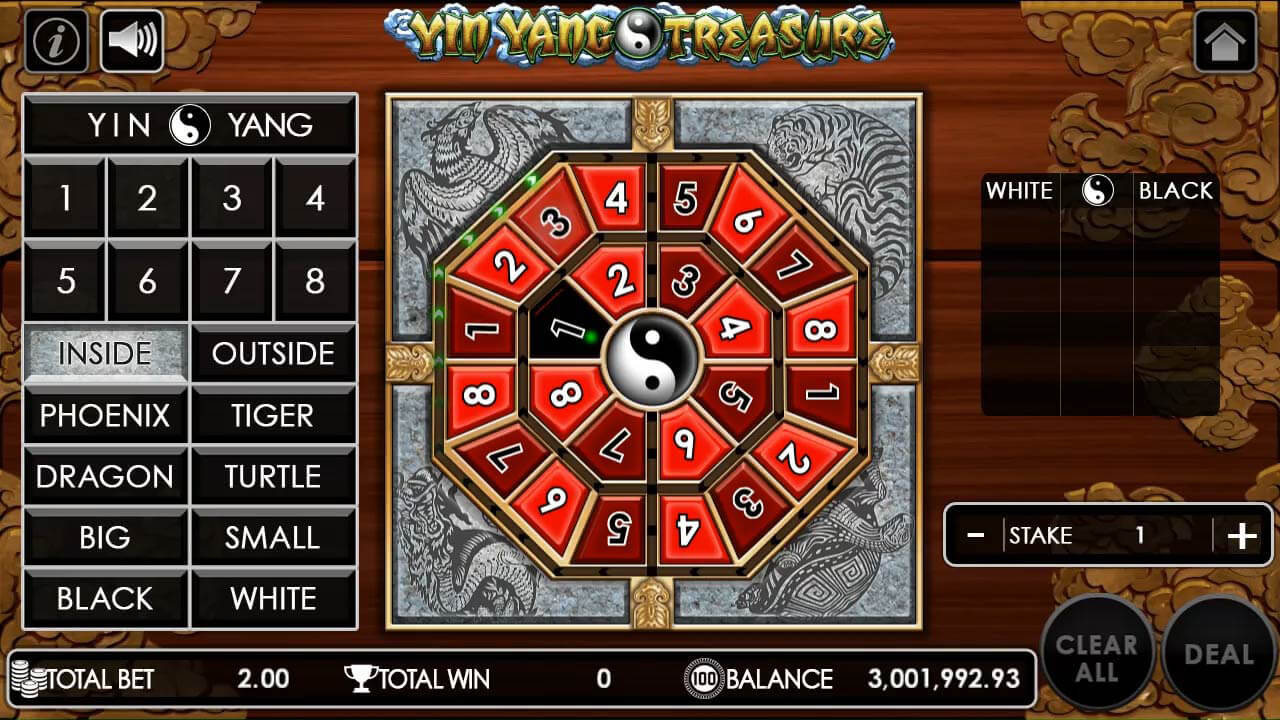 YIN YANG TREASURE
YIN YANG
1 2 3 4
5 6 7 8
INSIDE OUTSIDE
PHOENIX TIGER
DRAGON TURTLE
BIG SMALL
BLACK WHITE
4 5
3 6
2 7
1 8
8 1
7 2
6 3
5 4
2 3
1 4
8 5
7 6
WHITE BLACK
- STAKE 1 +
CLEAR
ALL
DEAL
TOTAL BET 2.00 TOTAL WIN 0 100 BALANCE 3,001,992.93